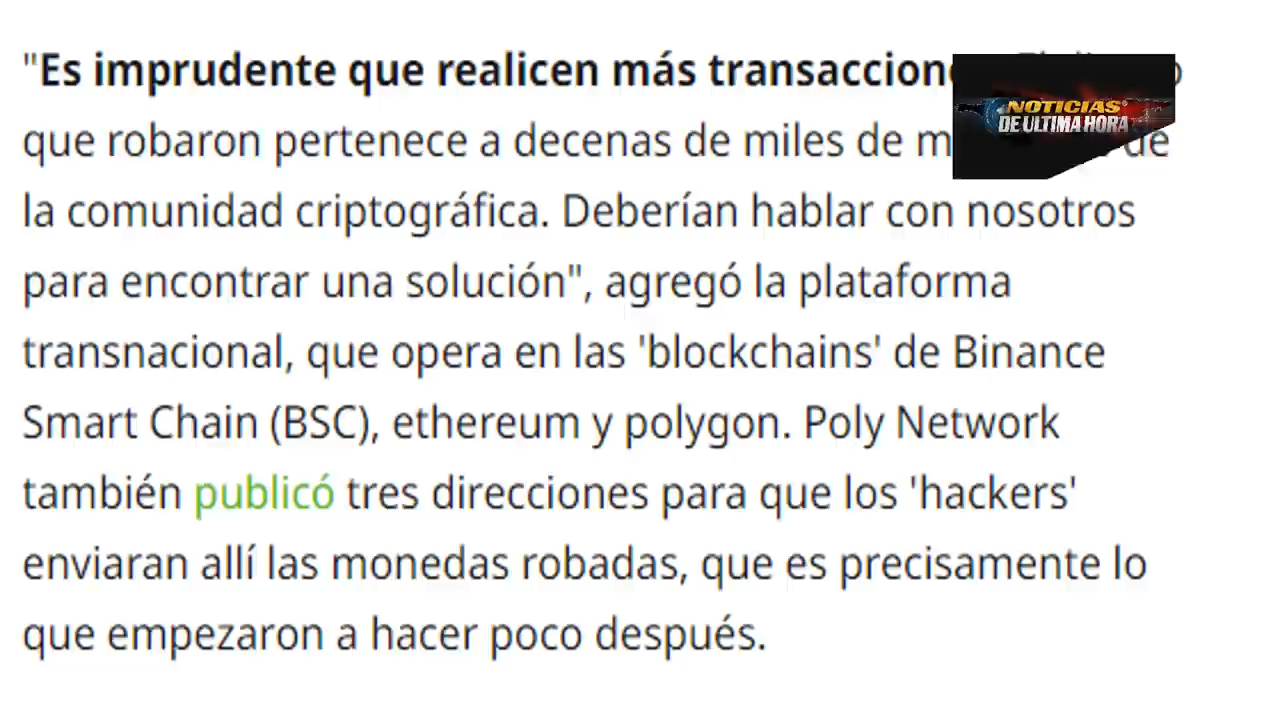 "Es imprudente que realicen más
que robaron pertenece a decenas de miles de de
la comunidad criptográfica. Deberían hablar con nosotros
para encontrar una solución", agregó la plataforma
transnacional, que opera en las 'blockchains' de Binance
Smart Chain (BSC), ethereum y polygon. Poly Network
también publicó tres direcciones para que los 'hackers'
enviaran allí las monedas robadas, que es precisamente lo
que empezaron a hacer poco después.
NOTICIAS
DE ULTIMA HORA